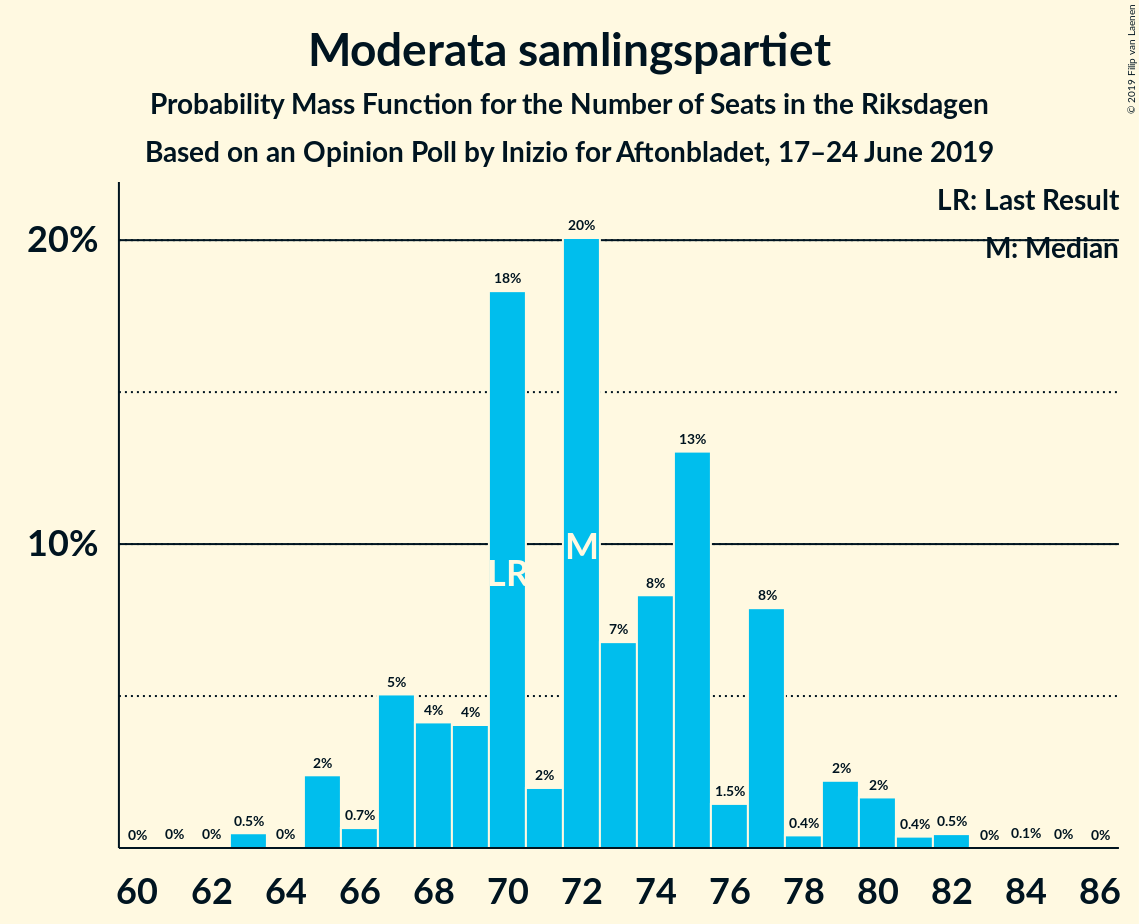 Moderata samlingspartiet
Probability Mass Function for the Number of Seats in the Riksdagen
Based on an Opinion Poll by Inizio for Aftonbladet, 17–24 June 2019
© 2019 Filip van Laenen
LR: Last Result
M: Median
20%
10%
0% 0% 0% 0.5% 0% 2% 0.7% 5% 4% 4% 18% 2% 20% 7% 8% 13% 1.5% 8% 0.4% 2% 2% 0.4% 0.5% 0% 0.1% 0% 0%
LR M
60 62 64 66 68 70 72 74 76 78 80 82 84 86